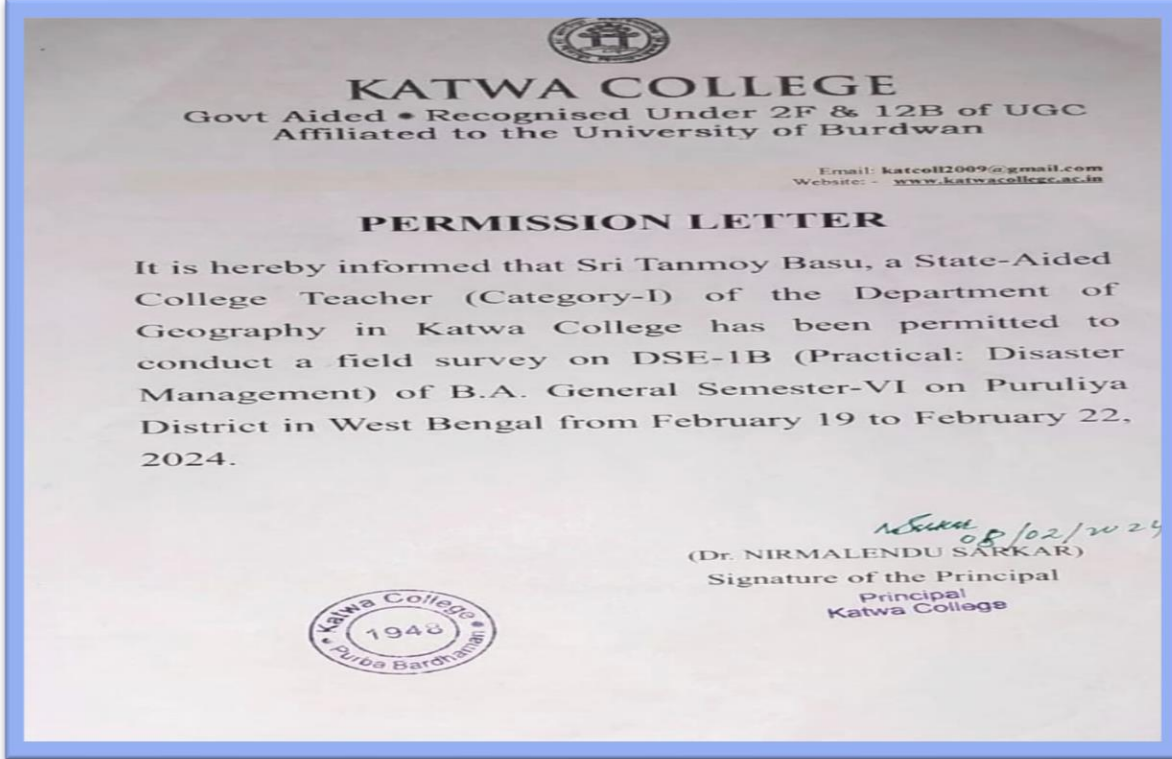 KATWA COLLEGE
Govt Aided • Recognised Under 2F & 12B of UGC
Affiliated to the University of Burdwan
Email: katcoll2009@gmail.com
Website: - www.katwacollege.ac.in
PERMISSION LETTER
It is hereby informed that Sri Tanmoy Basu, a State-Aided
College Teacher (Category-I) of the Department of
Geography in Katwa College has been permitted to
conduct a field survey on DSE-1B (Practical: Disaster
Management) of B.A. General Semester-VI on Puruliya
District in West Bengal from February 19 to February 22,
2024.
08/02/2024
(Dr. NIRMALENDU SARKAR)
Signature of the Principal
Principal
Katwa College
Katwa College
1948
Purba Bardhaman